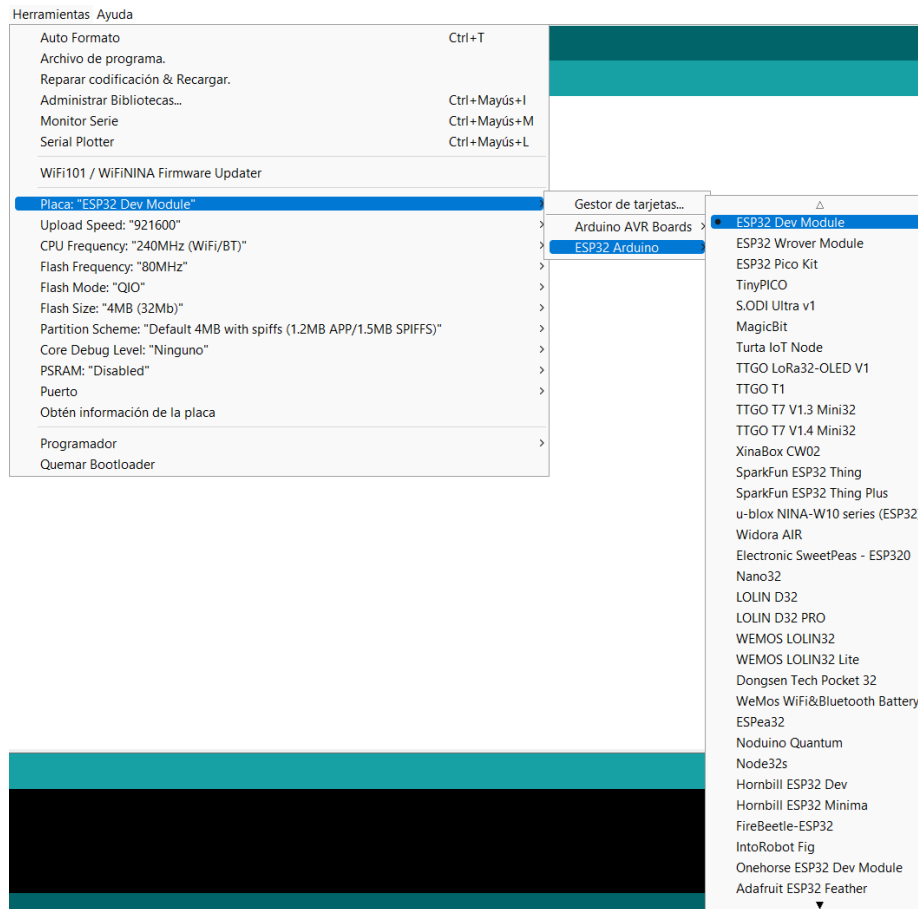 Herramientas Ayuda
Auto Formato Ctrl+T
Archivo de programa.
Reparar codificación & Recargar.
Administrar Bibliotecas... Ctrl+Mayús+I
Monitor Serie Ctrl+Mayús+M
Serial Plotter Ctrl+Mayús+L
WiFi101 / WiFiNINA Firmware Updater
Placa: "ESP32 Dev Module"
Upload Speed: "921600"
CPU Frequency: "240MHz (WiFi/BT)"
Flash Frequency: "80MHz"
Flash Mode: "QIO"
Flash Size: "4MB (32Mb)"
Partition Scheme: "Default 4MB with spiffs (1.2MB APP/1.5MB SPIFFS)"
Core Debug Level: "Ninguno"
PSRAM: "Disabled"
Puerto
Obtén información de la placa
Programador
Quemar Bootloader
Gestor de tarjetas...
Arduino AVR Boards
ESP32 Arduino
ESP32 Dev Module
ESP32 Wrover Module
ESP32 Pico Kit
TinyPICO
S.ODI Ultra v1
MagicBit
Turta IoT Node
TTGO LoRa32-OLED V1
TTGO T1
TTGO T7 V1.3 Mini32
TTGO T7 V1.4 Mini32
XinaBox CW02
SparkFun ESP32 Thing
SparkFun ESP32 Thing Plus
u-blox NINA-W10 series (ESP32
Widora AIR
Electronic SweetPeas - ESP320
Nano32
LOLIN D32
LOLIN D32 PRO
WEMOS LOLIN32
WEMOS LOLIN32 Lite
Dongsen Tech Pocket 32
WeMos WiFi&Bluetooth Battery
ESPea32
Noduino Quantum
Node32s
Hornbill ESP32 Dev
Hornbill ESP32 Minima
FireBeetle-ESP32
IntoRobot Fig
Onehorse ESP32 Dev Module
Adafruit ESP32 Feather